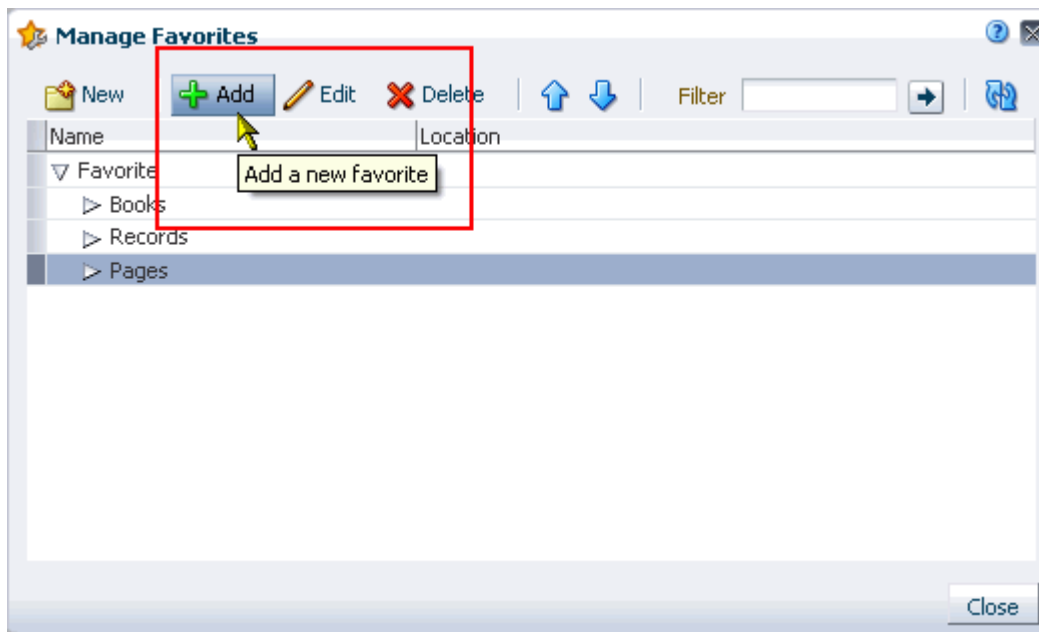 Manage Favorites
New Add Edit Delete Filter
Name Location
Favorite
Add a new favorite
Books
Records
Pages
Close